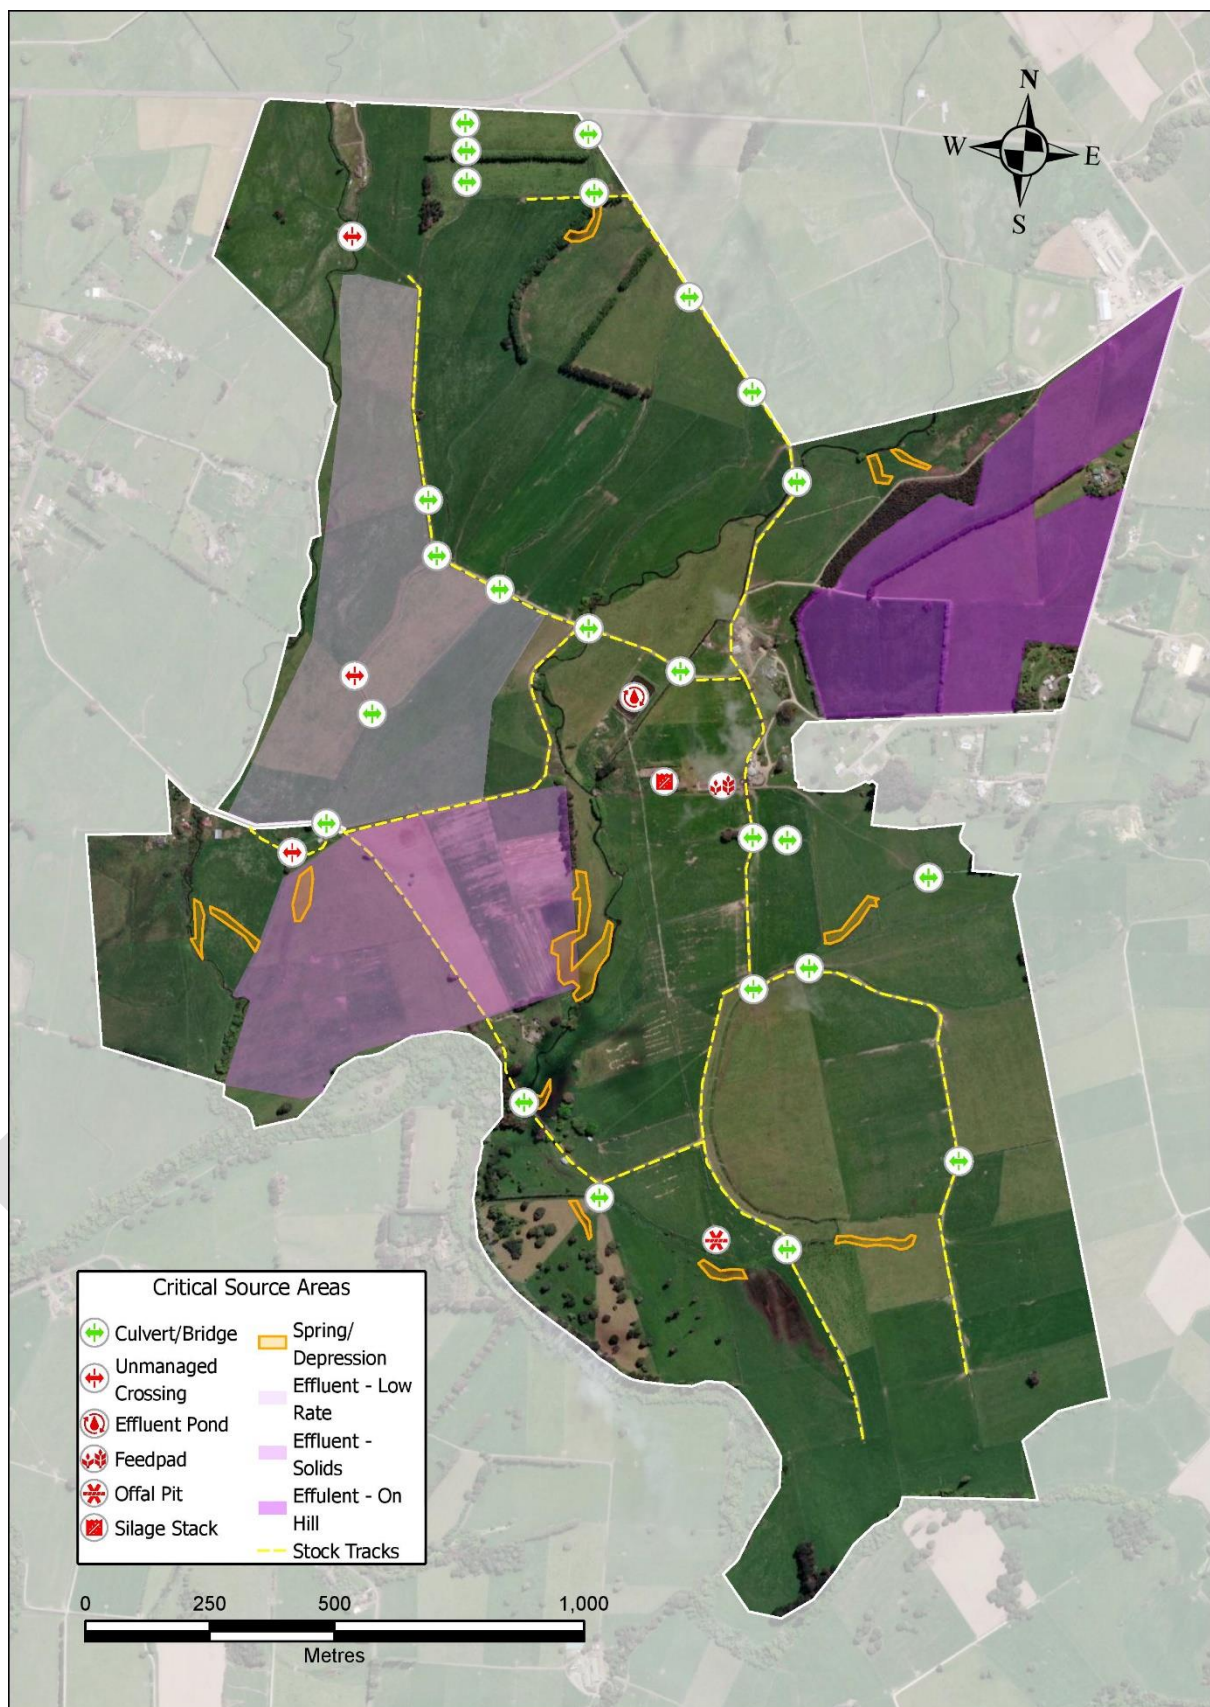 N
W
E
S
Critical Source Areas
Culvert/Bridge
Unmanaged
Crossing
Effluent Pond
Feedpad
Offal Pit
Silage Stack
Spring/
Depression
Effluent - Low
Rate
Effluent -
Solids
Effulent - On
Hill
Stock Tracks
0 250 500 1,000
Metres